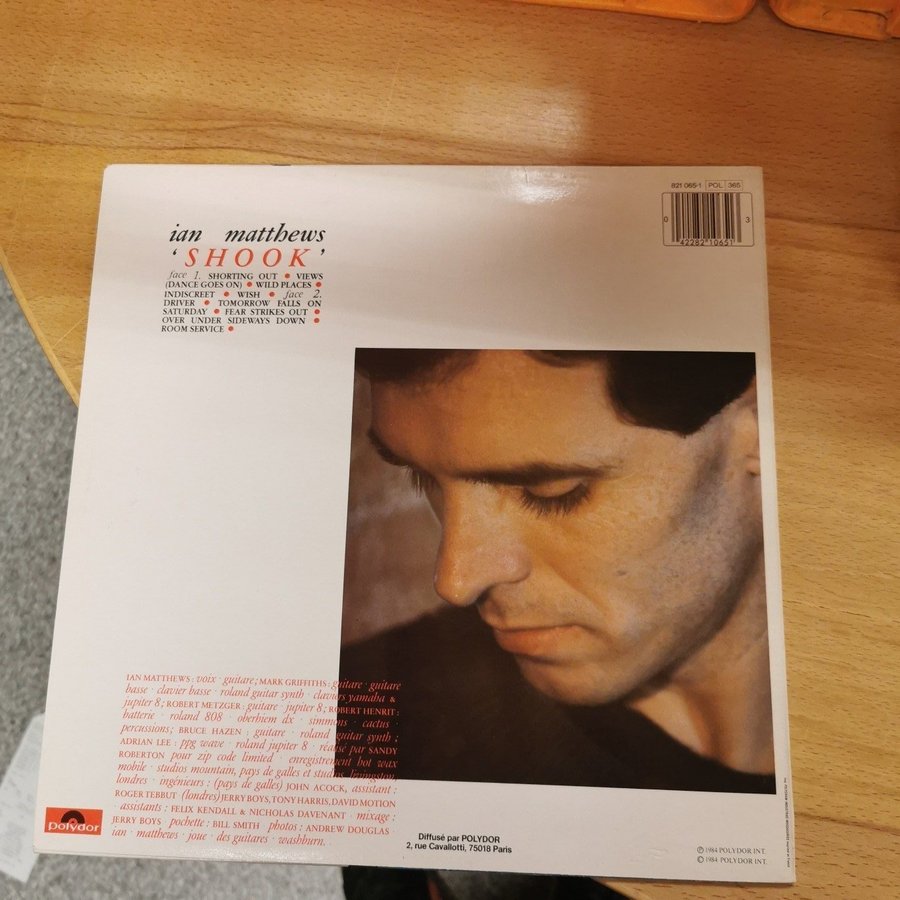 821 065-1 POL 365
0 42282 10651 3
ian matthews
‘SHOOK’
face 1. SHORTING OUT • VIEWS
(DANCE GOES ON) • WILD PLACES •
INDISCREET • WISH • face 2.
DRIVER • TOMORROW FALLS ON
SATURDAY • FEAR STRIKES OUT •
OVER UNDER SIDEWAYS DOWN •
ROOM SERVICE •
IAN MATTHEWS: voix · guitare; MARK GRIFFITHS: guitare · guitare
basse · clavier basse · roland guitar synth · claviers yamaha &
jupiter 8; ROBERT METZGER: guitare · jupiter 8; ROBERT HENRIT:
batterie · roland 808 · oberhiem dx · simmons · cactus ·
percussions; BRUCE HAZEN : guitare · roland guitar synth ;
ADRIAN LEE : ppg wave · roland jupiter 8 · réalisé par SANDY
ROBERTON pour zip code limited · enregistrement hot wax
mobile · studios mountain, pays de galles et studios livingston,
londres · ingénieurs : (pays de galles) JOHN ACOCK, assistant :
ROGER TEBBUT (londres) JERRY BOYS, TONY HARRIS, DAVID MOTION
· assistants : FELIX KENDALL & NICHOLAS DAVENANT · mixage :
JERRY BOYS · pochette : BILL SMITH · photos : ANDREW DOUGLAS ·
ian · matthews · joue · des guitares · washburn.
polydor
Diffusé par POLYDOR
2, rue Cavallotti, 75018 Paris
℗ 1984 POLYDOR INT.
© 1984 POLYDOR INT.